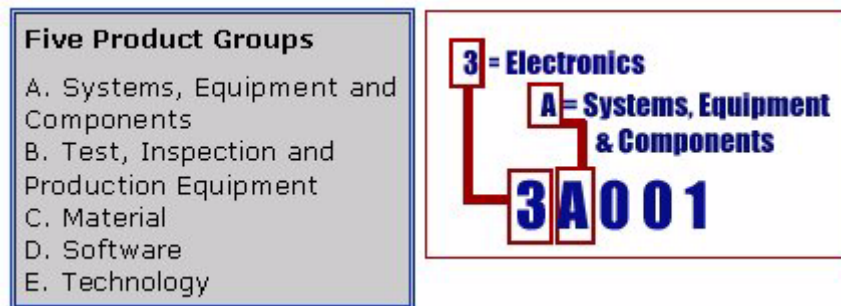 Five Product Groups
A. Systems, Equipment and
Components
B. Test, Inspection and
Production Equipment
C. Material
D. Software
E. Technology
3 = Electronics
A = Systems, Equipment
& Components
3A001